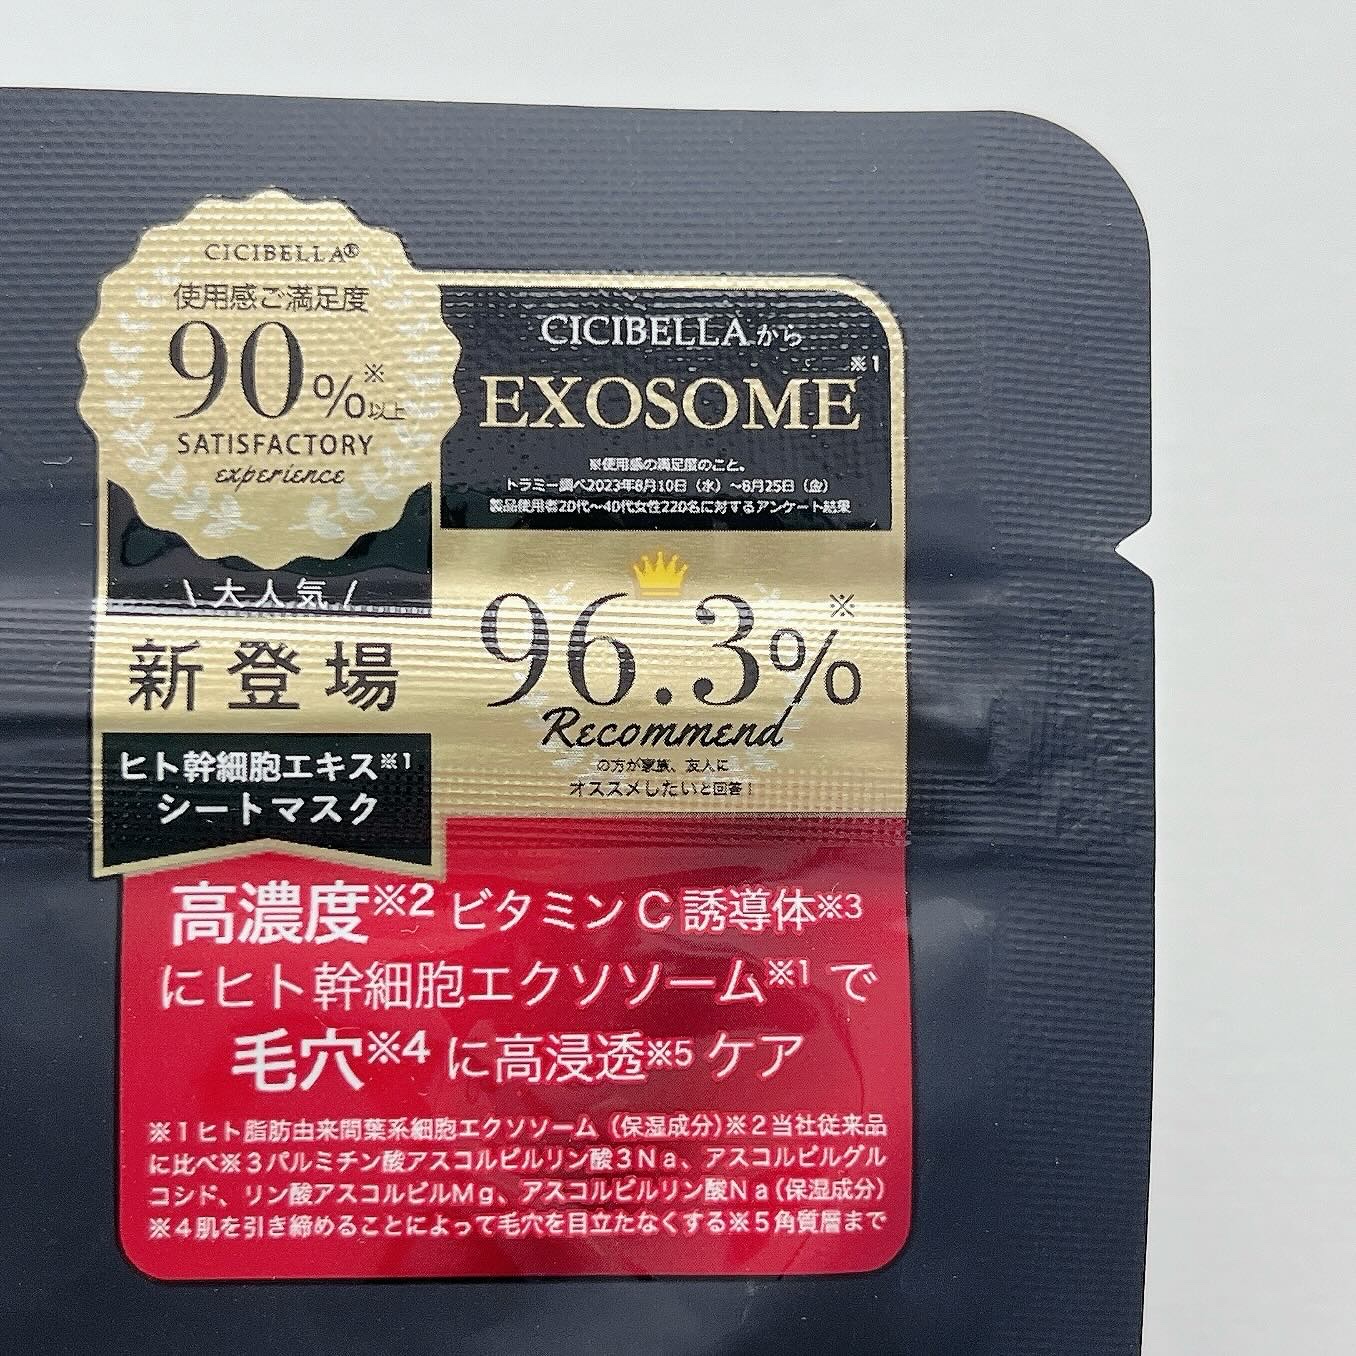 CICIBELLA®
使用感ご満足度
90%※以上
SATISFACTORY
experience
\ 大人気 /
新登場
ヒト幹細胞エキス※1
シートマスク
CICIBELLAから
EXOSOME※1
※使用感の満足度のこと。
トラミー調べ2023年8月10日（水）〜8月25日（金）
製品使用者20代〜40代女性220名に対するアンケート結果
96.3%※
Recommend
の方が家族、友人に
オススメしたいと回答！
高濃度※2 ビタミンC誘導体※3
にヒト幹細胞エクソソーム※1で
毛穴※4に高浸透※5ケア
※1ヒト脂肪由来間葉系細胞エクソソーム（保湿成分）※2当社従来品
に比べ※3パルミチン酸アスコルビルリン酸3Na、アスコルビルグル
コシド、リン酸アスコルビルMg、アスコルビルリン酸Na（保湿成分）
※4肌を引き締めることによって毛穴を目立たなくする※5角質層まで